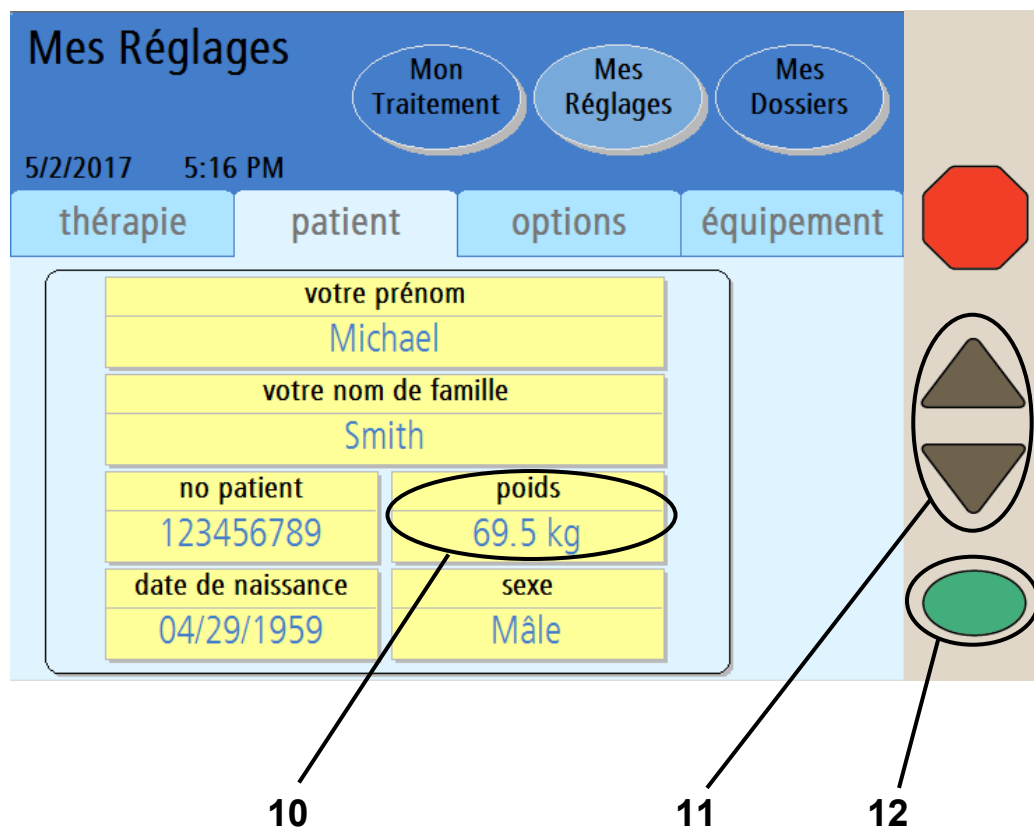 Mes Réglages
Mon
Traitement
Mes
Réglages
Mes
Dossiers
5/2/2017 5:16 PM
thérapie patient options équipement
votre prénom
Michael
votre nom de famille
Smith
no patient poids
123456789 69.5 kg
date de naissance sexe
04/29/1959 Mâle
10 11 12